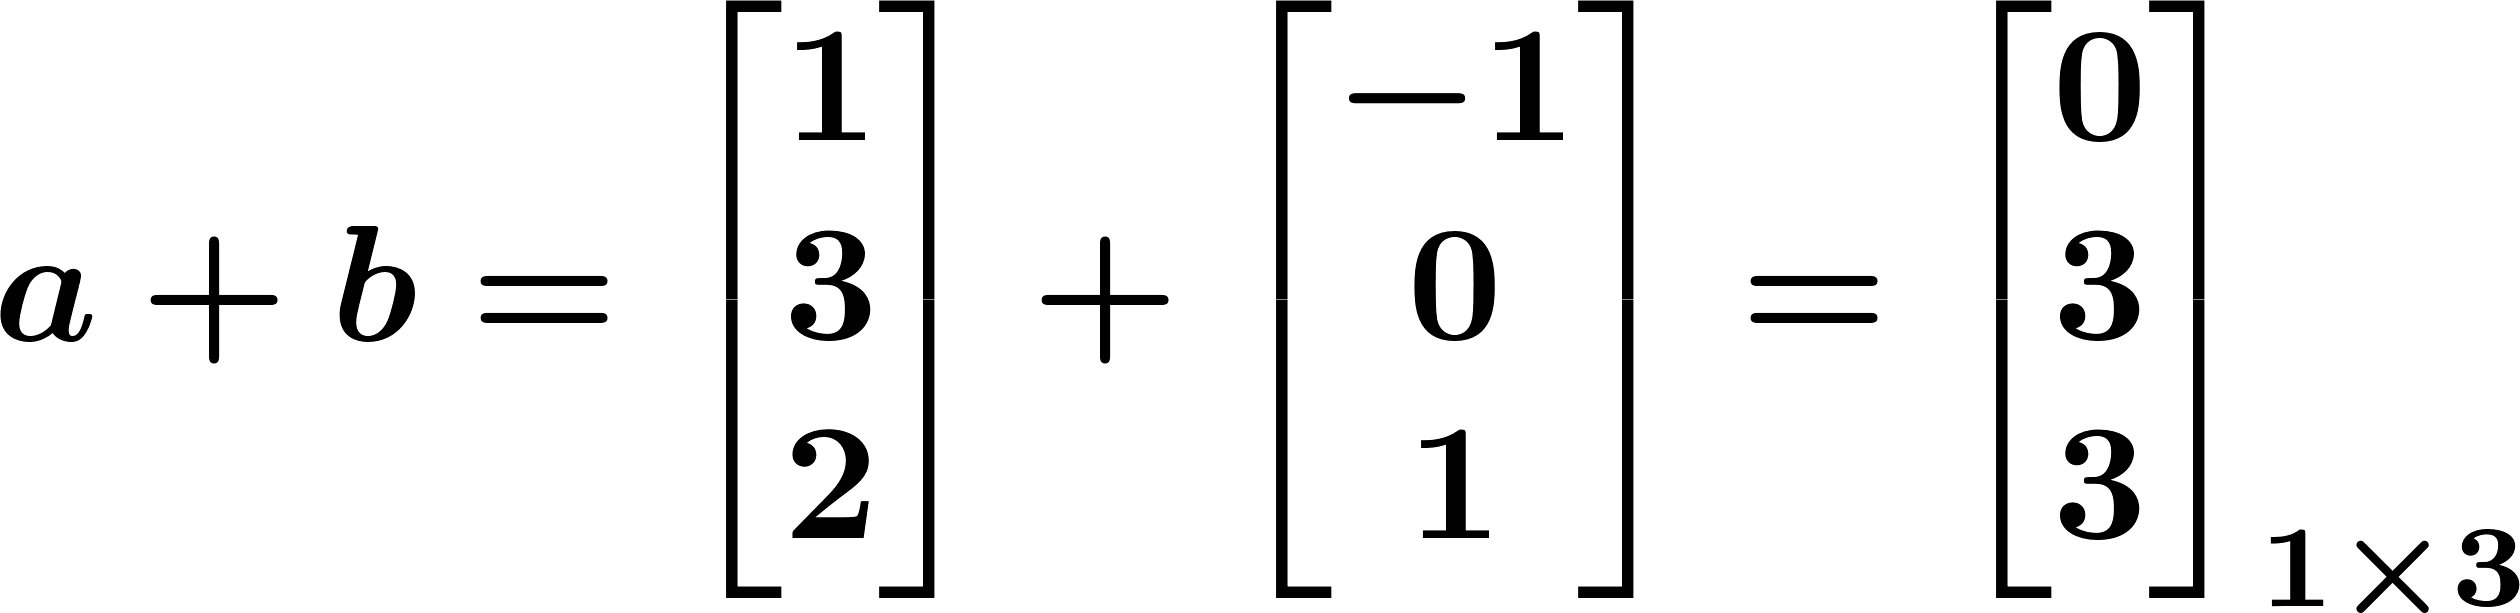 a + b = [1 3 2] + [−1 0 1] = [0 3 3] 1×3